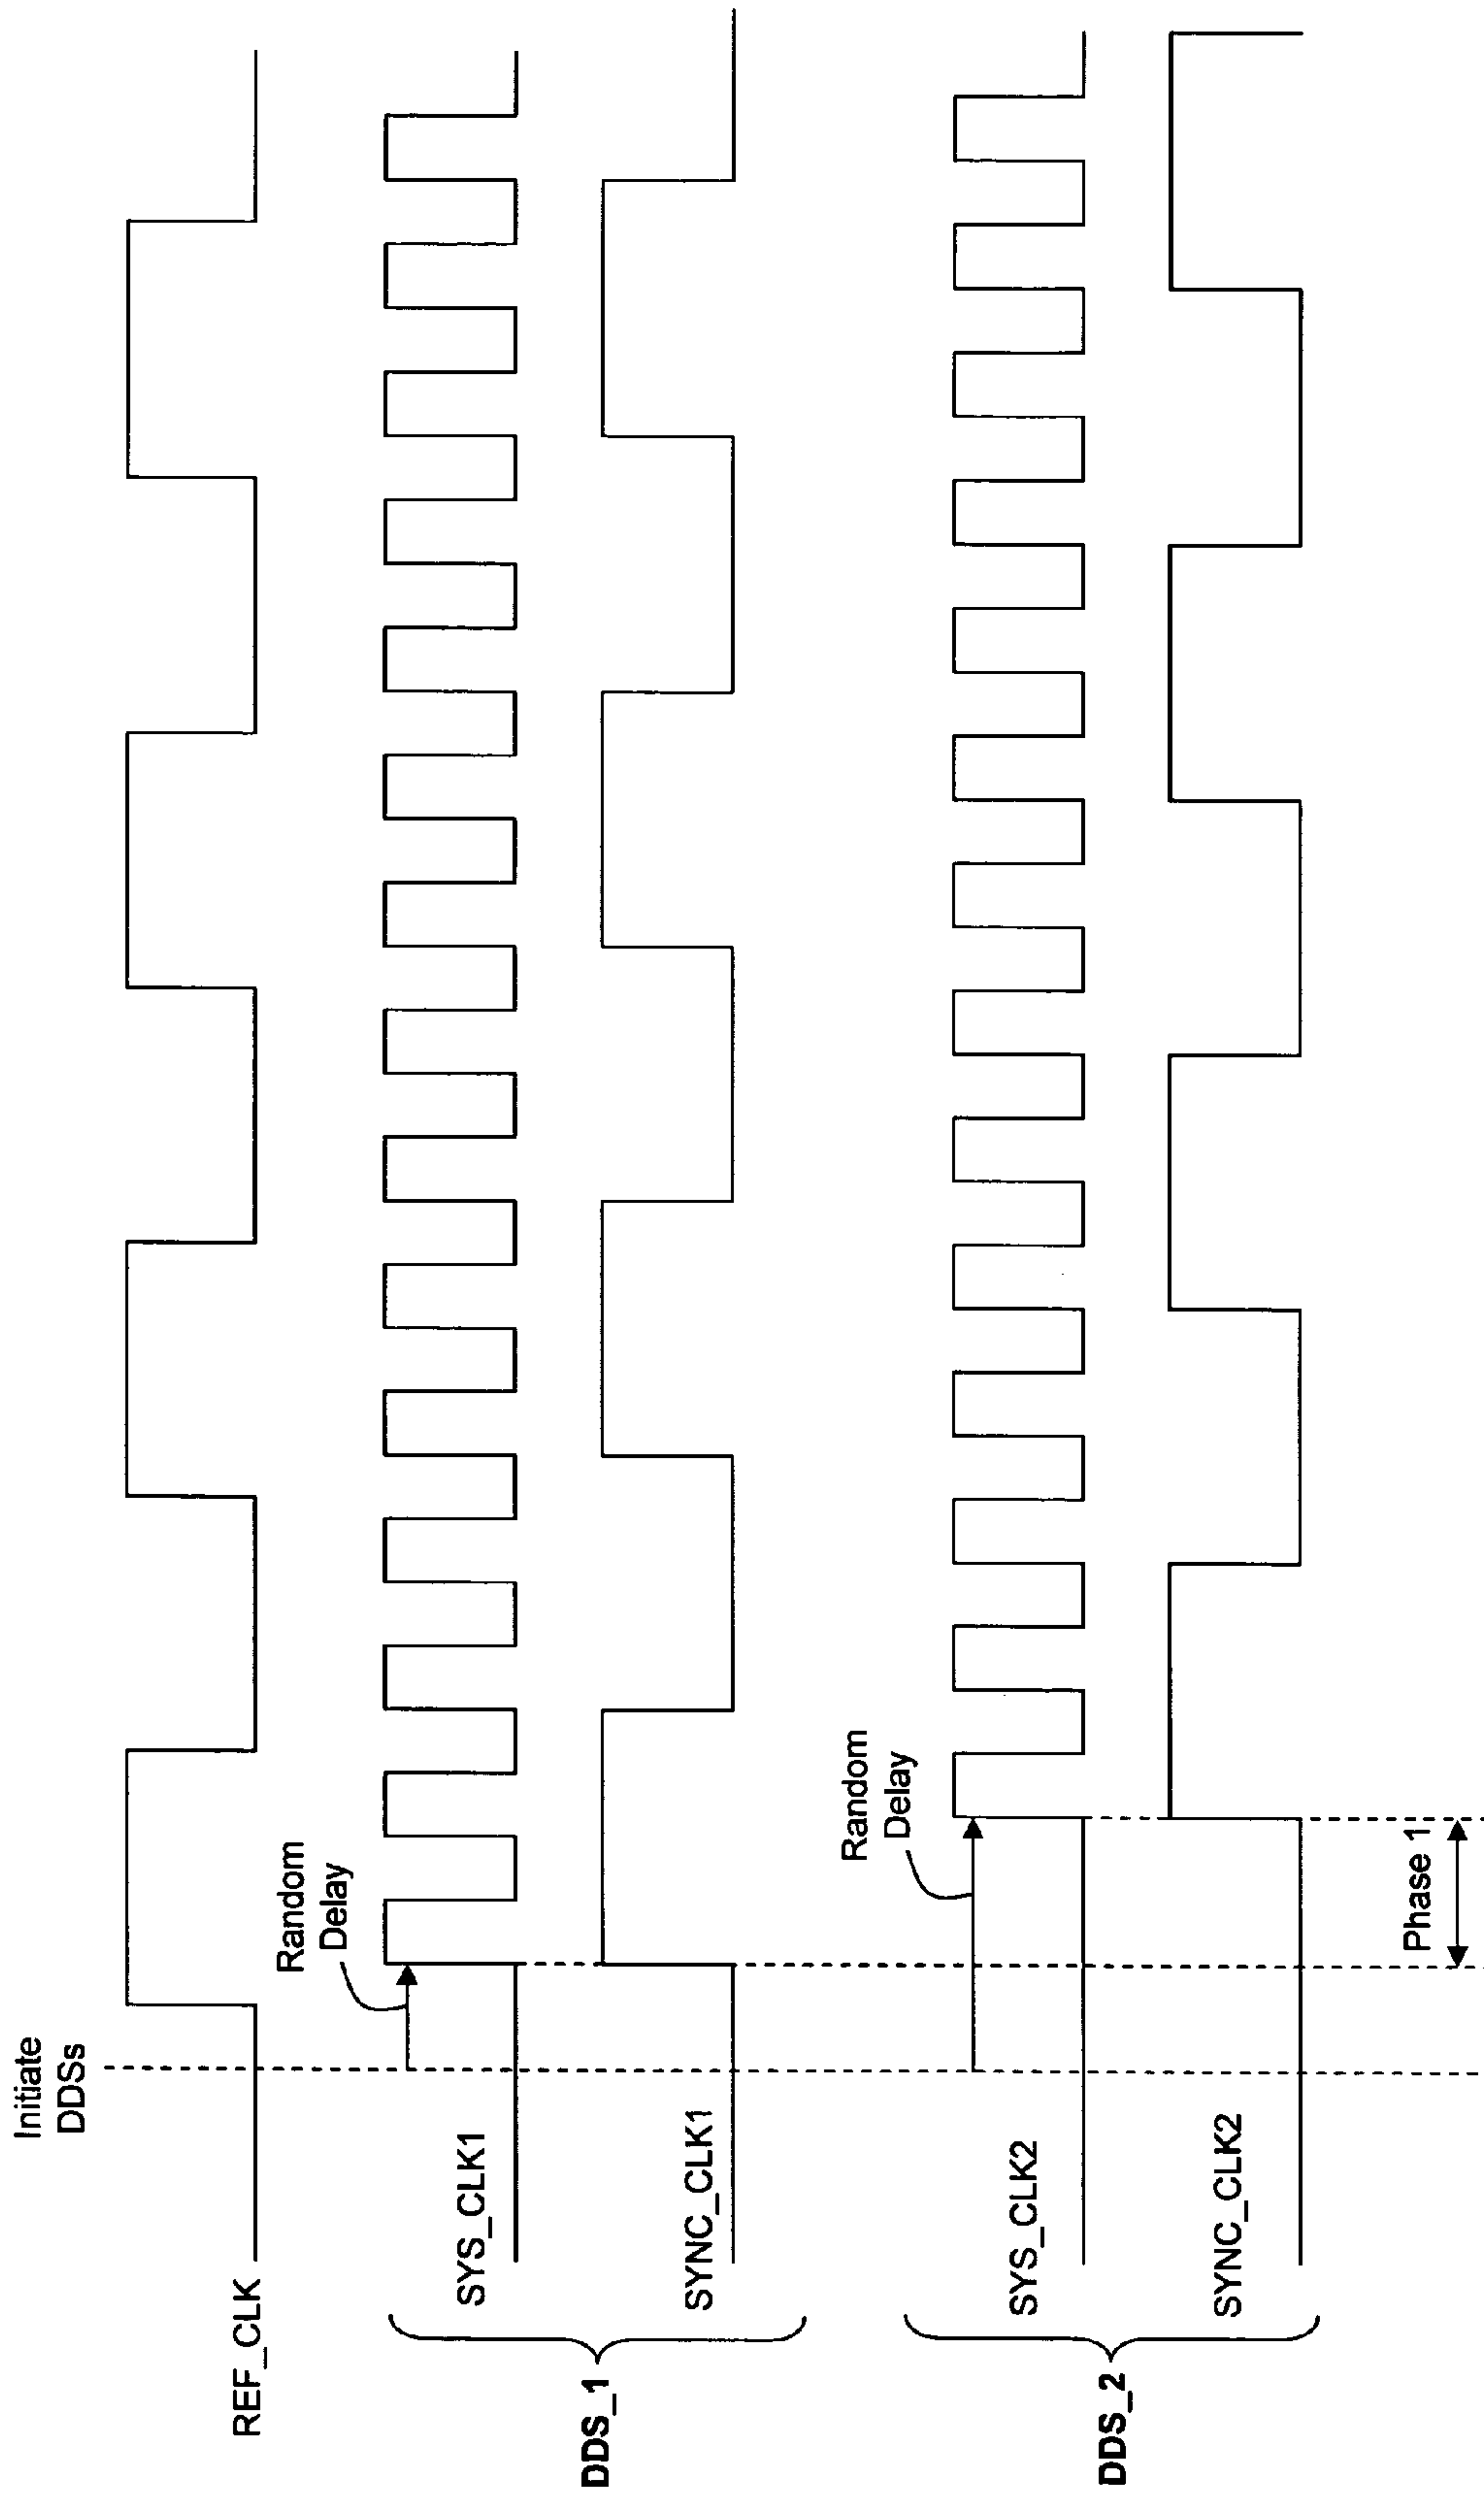 Initiate
DDSs
REF_CLK
Random
Delay
SYS_CLK1
SYNC_CLK1
DDS_1
Random
Delay
SYS_CLK2
SYNC_CLK2
DDS_2
Phase 1